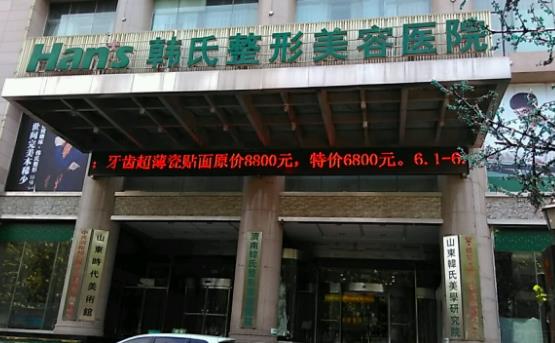 Han's 韩氏整形美容医院
：牙齿超薄瓷贴面原价8800元，特价6800元。6.1-6
山東時代美術館
山東韓氏美學研究院